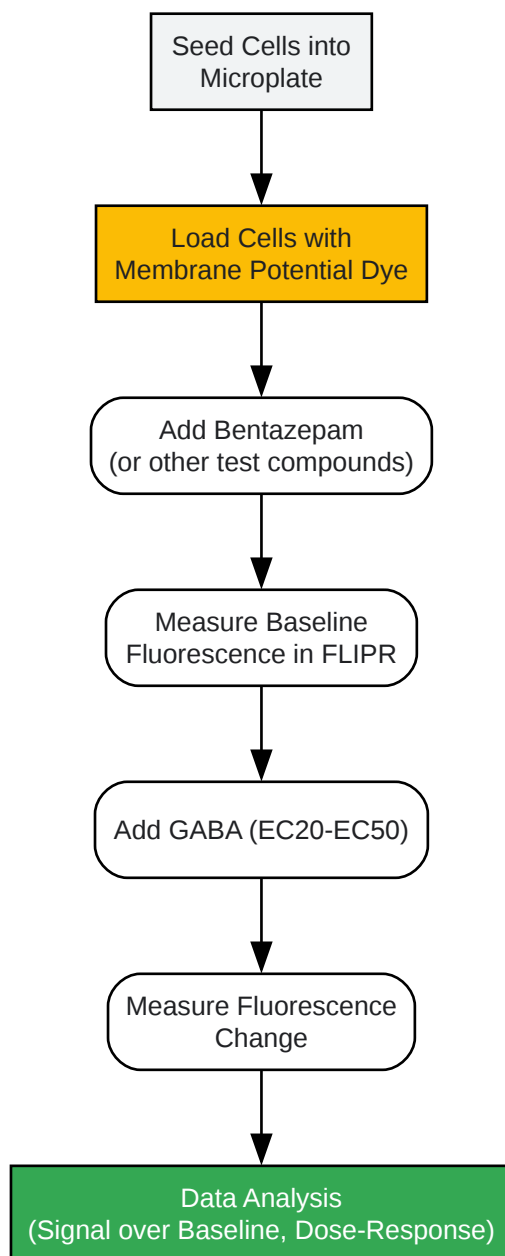 Seed Cells into
Microplate
Load Cells with
Membrane Potential Dye
Add Bentazepam
(or other test compounds)
Measure Baseline
Fluorescence in FLIPR
Add GABA (EC20-EC50)
Measure Fluorescence
Change
Data Analysis
(Signal over Baseline, Dose-Response)